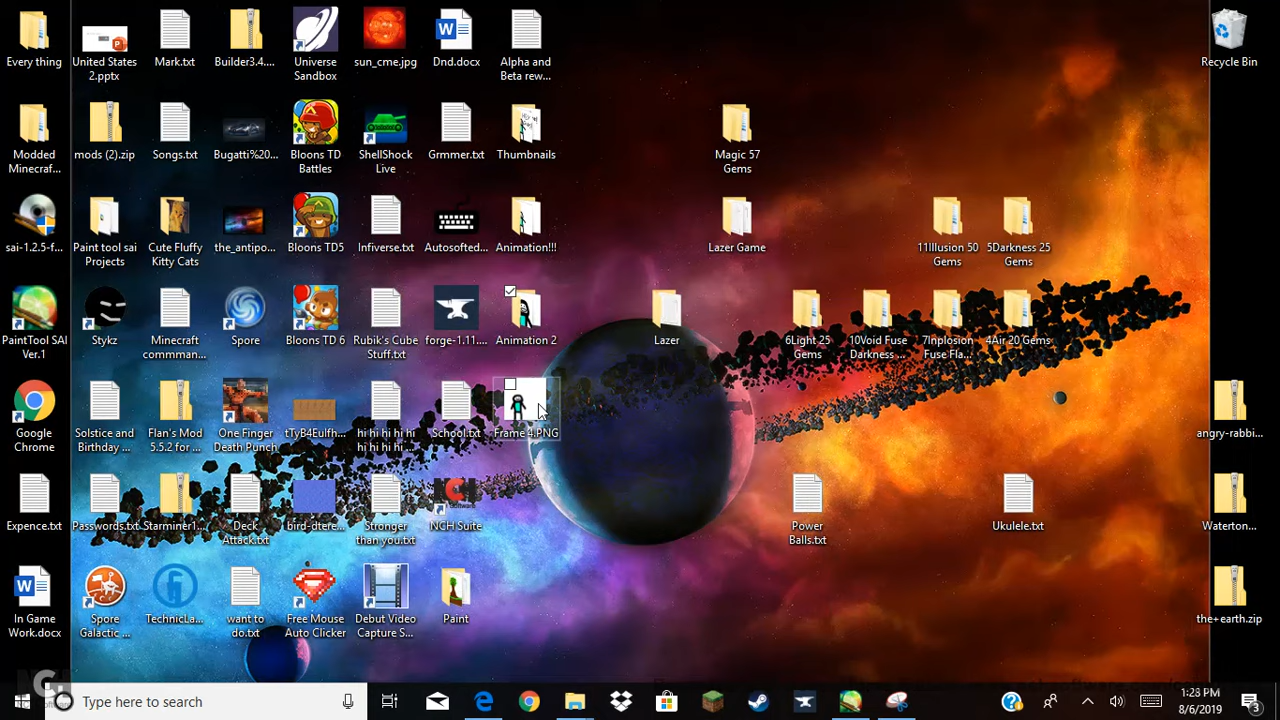 Every thing
United States 2.pptx
Mark.txt
Builder3.4....
Universe Sandbox
sun_cme.jpg
Dnd.docx
Alpha and Beta rew...
Recycle Bin
Modded Minecraf...
mods (2).zip
Songs.txt
Bugatti%20...
Bloons TD Battles
ShellShock Live
Grmmer.txt
Thumbnails
Magic 57 Gems
sai-1.2.5-f...
Paint tool sai Projects
Cute Fluffy Kitty Cats
the_antipo...
Bloons TD5
Infiverse.txt
Autosofted...
Animation!!!
Lazer Game
11Illusion 50 Gems
5Darkness 25 Gems
PaintTool SAI Ver.1
Stykz
Minecraft commman...
Spore
Bloons TD 6
Rubik's Cube Stuff.txt
forge-1.11....
Animation 2
Lazer
6Light 25 Gems
10Void Fuse Darkness ...
7Inplosion Fuse Fla...
4Air 20 Gems
Google Chrome
Solstice and Birthday ...
Flan's Mod 5.5.2 for ...
One Finger Death Punch
tTyB4Eulfh...
hi hi hi hi hi hi hi ...
School.txt
Frame 4.PNG
angry-rabbi...
Expence.txt
Passwords.txt
Starminer1...
Deck Attack.txt
bird-dtere...
Stronger than you.txt
NCH Suite
Power Balls.txt
Ukulele.txt
Waterton...
In Game Work.docx
Spore Galactic ...
TechnicLa...
want to do.txt
Free Mouse Auto Clicker
Debut Video Capture S...
Paint
the+earth.zip
Type here to search
1:28 PM
8/6/2019
3